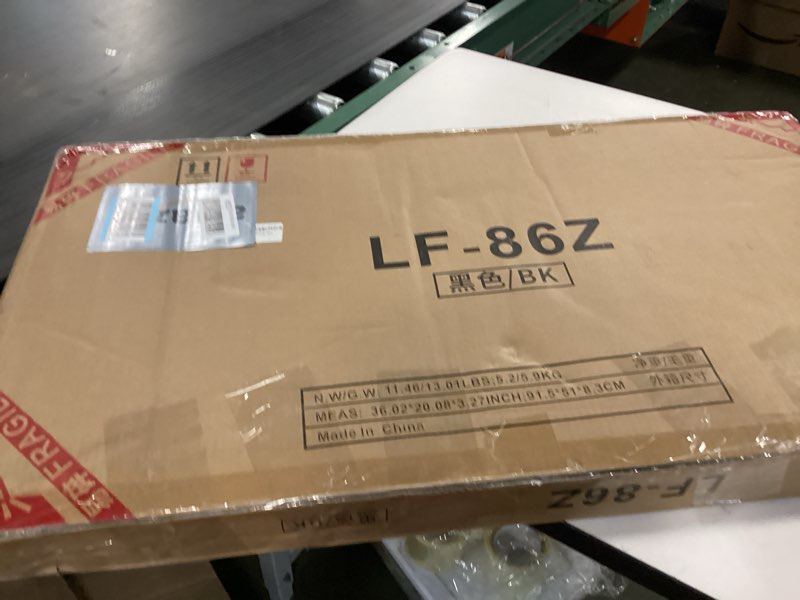 FRAGI
LF-86Z
黑色/BK
N.W/G.W: 11.46/13.01LBS;5.2/5.9KG 净重/毛重
MEAS: 36.02*20.08*3.27INCH;91.5*51*8.3CM 外箱尺寸
Made In China
FRAGIL
LF-86Z